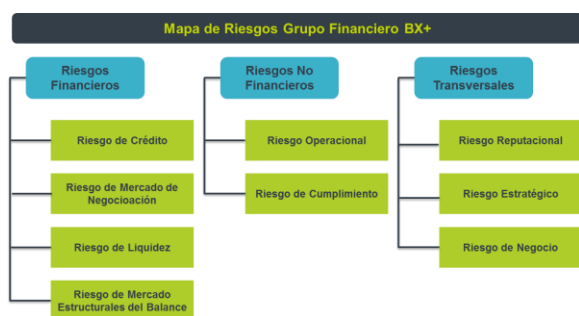 Mapa de Riesgos Grupo Financiero BX+
Riesgos
Financieros
Riesgo de Crédito
Riesgo de Mercado de
Negocioación
Riesgo de Liquidez
Riesgo de Mercado
Estructurales del Balance
Riesgos No
Financieros
Riesgo Operacional
Riesgo de Cumplimiento
Riesgos
Transversales
Riesgo Reputacional
Riesgo Estratégico
Riesgo de Negocio